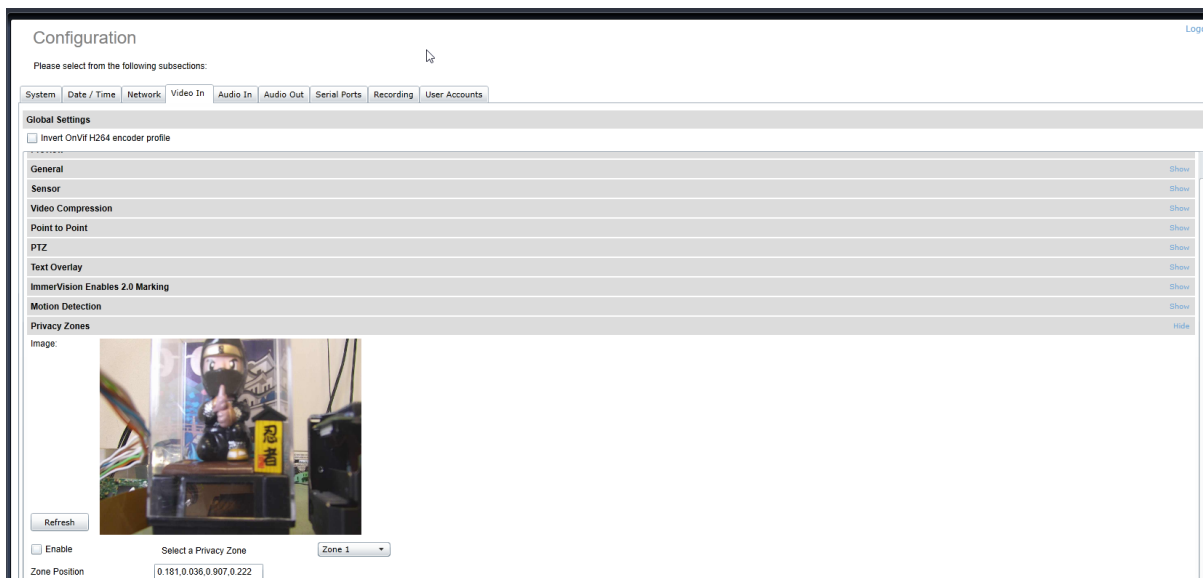 Configuration
Please select from the following subsections:
System Date / Time Network Video In Audio In Audio Out Serial Ports Recording User Accounts
Global Settings
Invert OnVif H264 encoder profile
General Show
Sensor Show
Video Compression Show
Point to Point Show
PTZ Show
Text Overlay Show
ImmerVision Enables 2.0 Marking Show
Motion Detection Show
Privacy Zones Hide
Image:
忍者
Refresh
Enable Select a Privacy Zone Zone 1
Zone Position 0.181,0.036,0.907,0.222